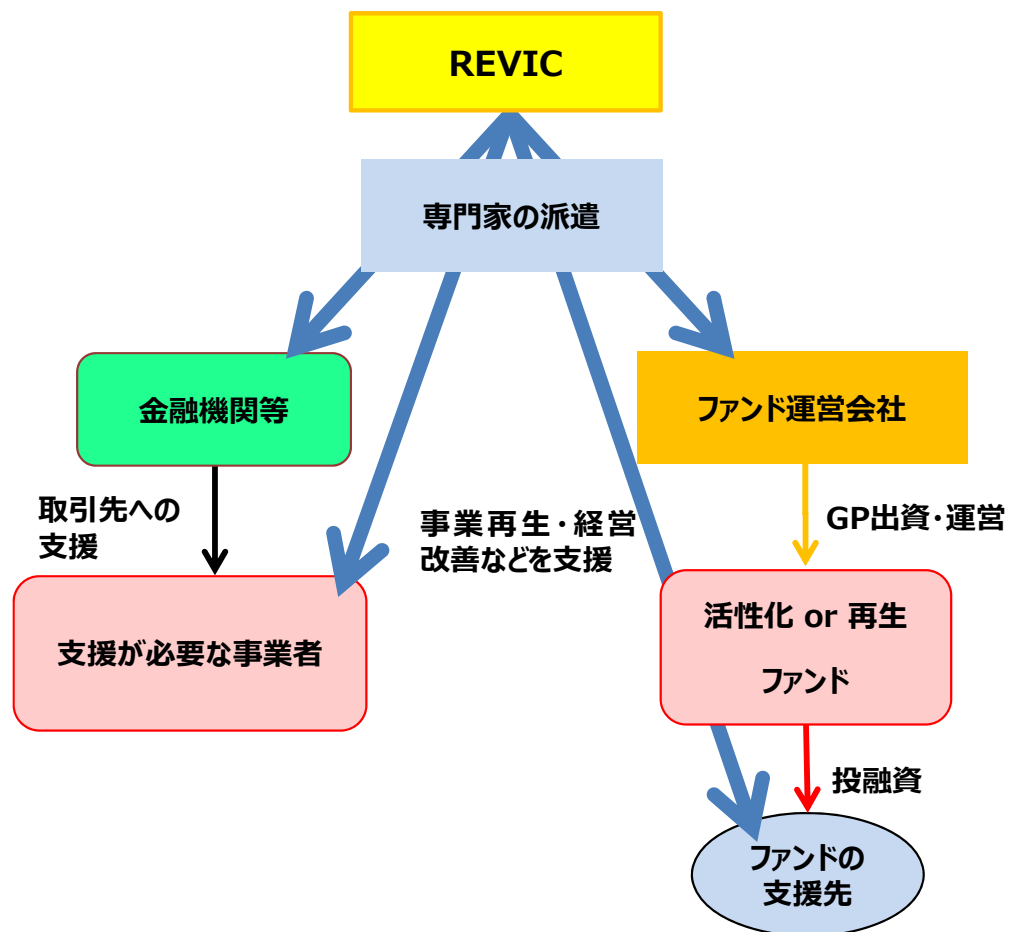 REVIC
専門家の派遣
金融機関等
ファンド運営会社
取引先への
支援
事業再生・経営
改善などを支援
GP出資・運営
支援が必要な事業者
活性化 or 再生
ファンド
投融資
ファンドの
支援先